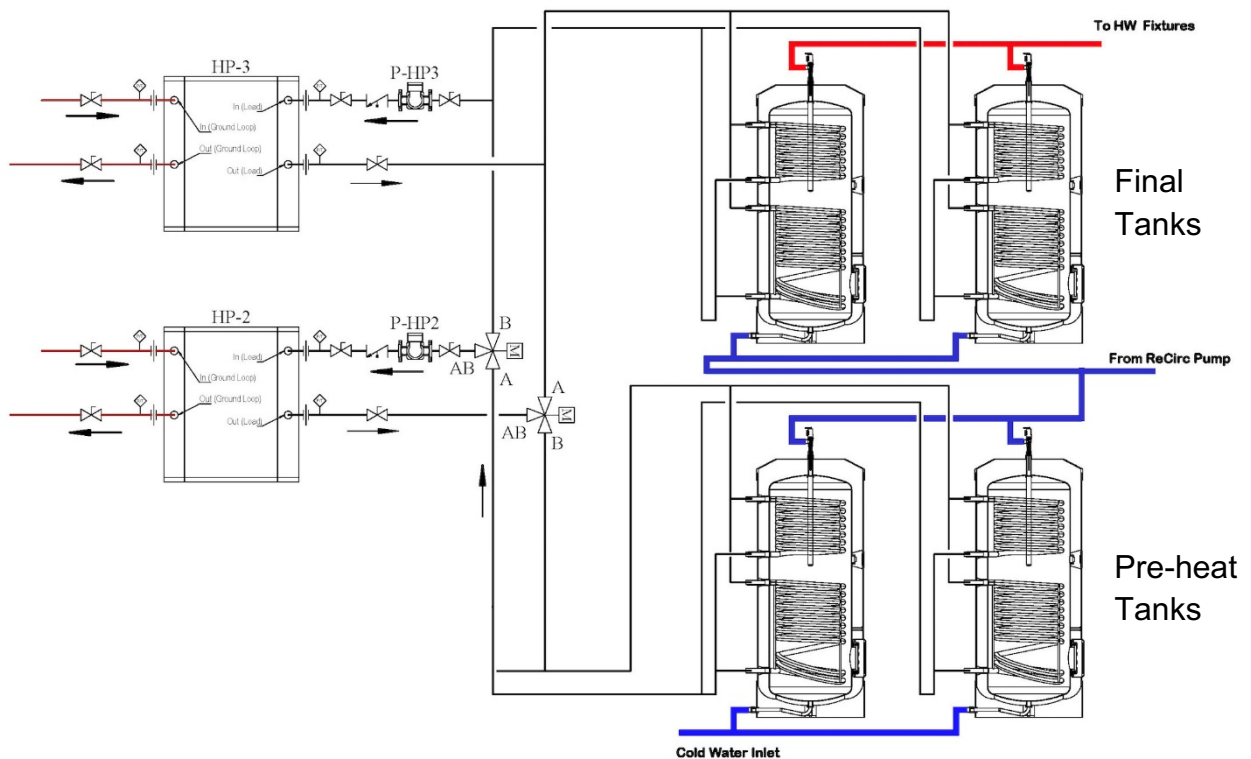 To HW Fixtures
HP-3
P-HP3
In (Load)
In (Ground Loop)
Out (Ground Loop)
Out (Load)
Final
Tanks
HP-2
P-HP2
B
M
AB
A
In (Load)
In (Ground Loop)
Out (Ground Loop)
Out (Load)
From ReCirc Pump
A
M
AB
B
Pre-heat
Tanks
Cold Water Inlet